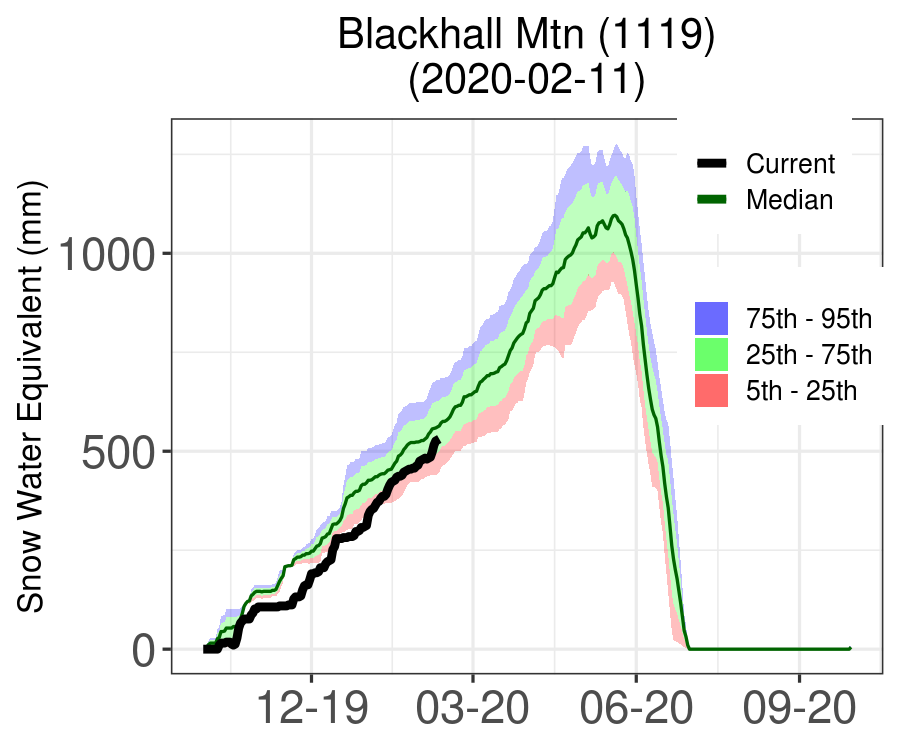 Blackhall Mtn (1119)
(2020-02-11)
Snow Water Equivalent (mm)
1000
500
0
12-19
03-20
06-20
09-20
Current
Median
75th - 95th
25th - 75th
5th - 25th